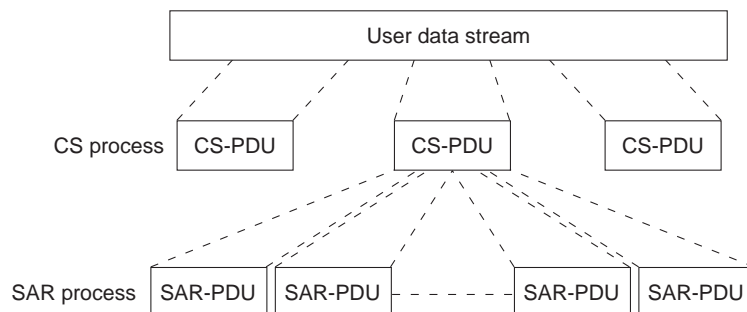 User data stream
CS process CS-PDU CS-PDU CS-PDU
SAR process SAR-PDU SAR-PDU SAR-PDU SAR-PDU